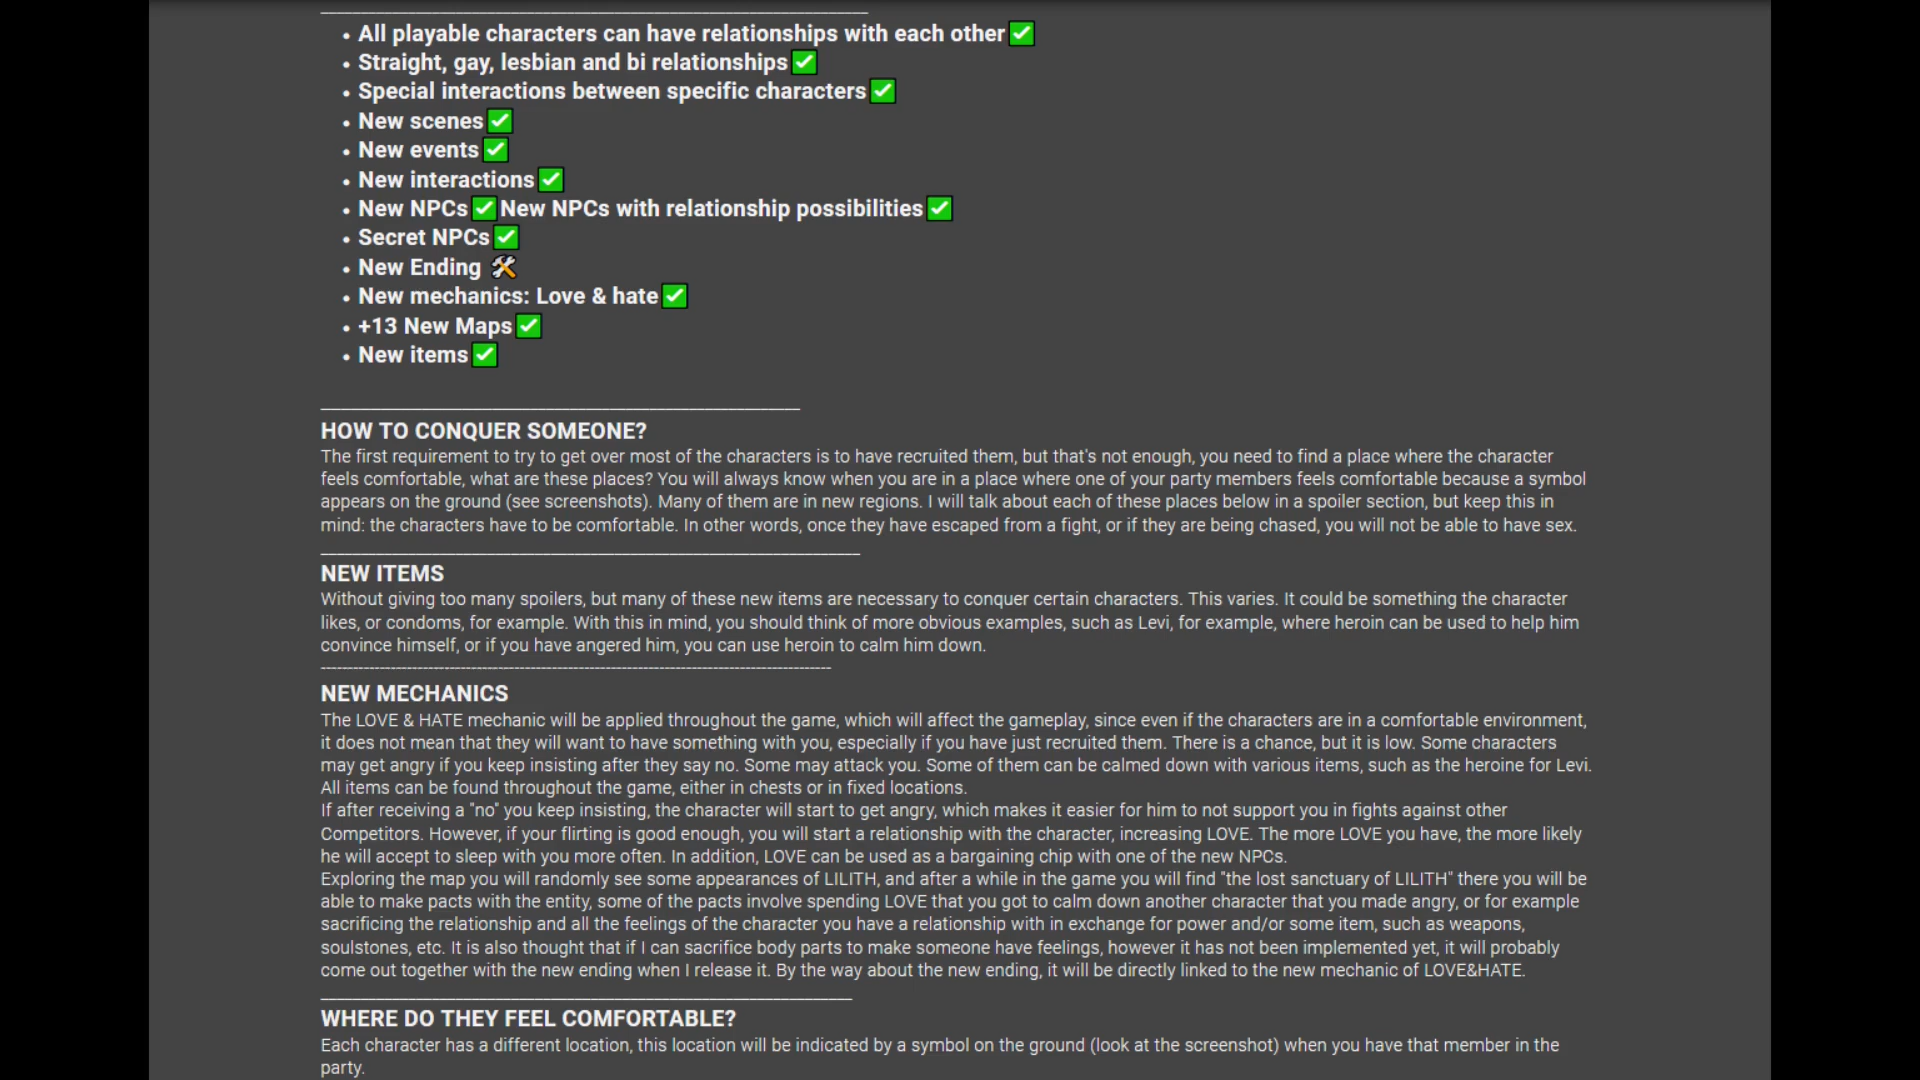 • All playable characters can have relationships with each other✅
• Straight, gay, lesbian and bi relationships✅
• Special interactions between specific characters✅
• New scenes✅
• New events✅
• New interactions✅
• New NPCs✅New NPCs with relationship possibilities✅
• Secret NPCs✅
• New Ending 🛠
• New mechanics: Love & hate✅
• +13 New Maps✅
• New items✅
HOW TO CONQUER SOMEONE?
The first requirement to try to get over most of the characters is to have recruited them, but that's not enough, you need to find a place where the character
feels comfortable, what are these places? You will always know when you are in a place where one of your party members feels comfortable because a symbol
appears on the ground (see screenshots). Many of them are in new regions. I will talk about each of these places below in a spoiler section, but keep this in
mind: the characters have to be comfortable. In other words, once they have escaped from a fight, or if they are being chased, you will not be able to have sex.
NEW ITEMS
Without giving too many spoilers, but many of these new items are necessary to conquer certain characters. This varies. It could be something the character
likes, or condoms, for example. With this in mind, you should think of more obvious examples, such as Levi, for example, where heroin can be used to help him
convince himself, or if you have angered him, you can use heroin to calm him down.
NEW MECHANICS
The LOVE & HATE mechanic will be applied throughout the game, which will affect the gameplay, since even if the characters are in a comfortable environment,
it does not mean that they will want to have something with you, especially if you have just recruited them. There is a chance, but it is low. Some characters
may get angry if you keep insisting after they say no. Some may attack you. Some of them can be calmed down with various items, such as the heroine for Levi.
All items can be found throughout the game, either in chests or in fixed locations.
If after receiving a "no" you keep insisting, the character will start to get angry, which makes it easier for him to not support you in fights against other
Competitors. However, if your flirting is good enough, you will start a relationship with the character, increasing LOVE. The more LOVE you have, the more likely
he will accept to sleep with you more often. In addition, LOVE can be used as a bargaining chip with one of the new NPCs.
Exploring the map you will randomly see some appearances of LILITH, and after a while in the game you will find "the lost sanctuary of LILITH" there you will be
able to make pacts with the entity, some of the pacts involve spending LOVE that you got to calm down another character that you made angry, or for example
sacrificing the relationship and all the feelings of the character you have a relationship with in exchange for power and/or some item, such as weapons,
soulstones, etc. It is also thought that if I can sacrifice body parts to make someone have feelings, however it has not been implemented yet, it will probably
come out together with the new ending when I release it. By the way about the new ending, it will be directly linked to the new mechanic of LOVE&HATE.
WHERE DO THEY FEEL COMFORTABLE?
Each character has a different location, this location will be indicated by a symbol on the ground (look at the screenshot) when you have that member in the
party.